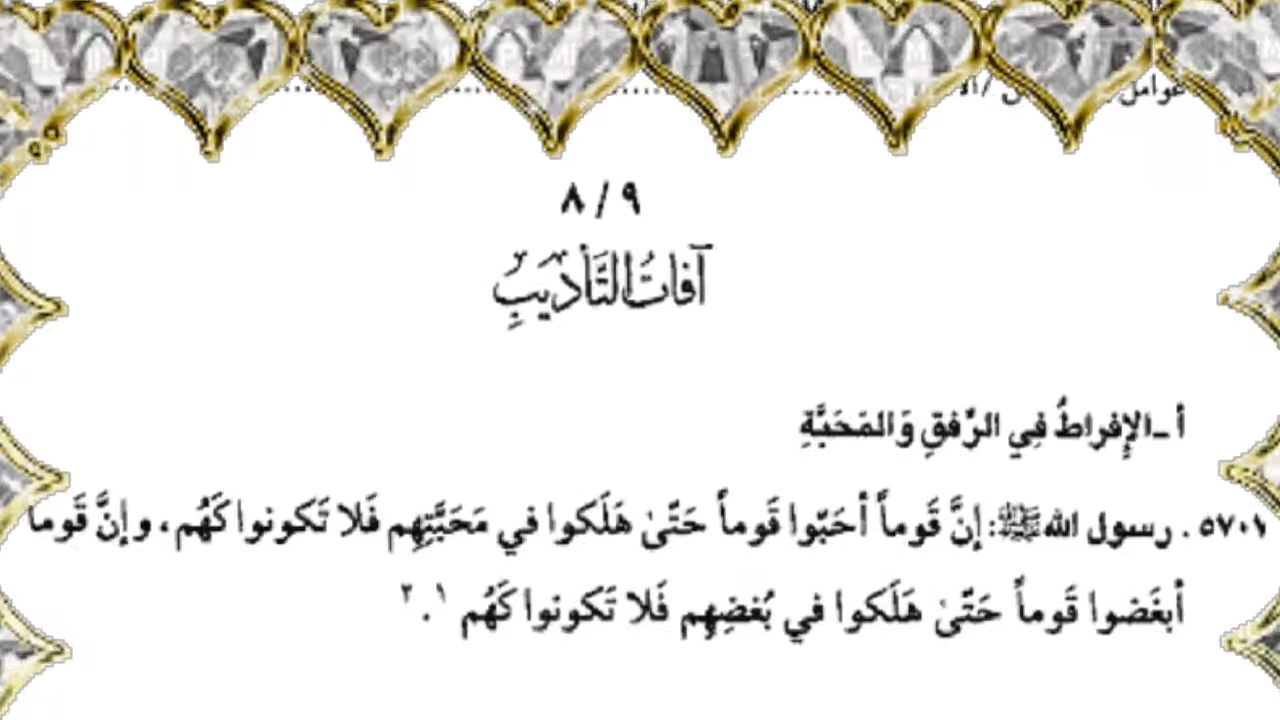 عوامل
٨ / ٩
آفاتُ التَّأديبِ
أ ـ الإفراطُ فِي الرِّفقِ وَالمَحَبَّةِ
٥٧٠١ . رسول الله ﷺ: إنَّ قَوماً أحَبّوا قَوماً حَتّىٰ هَلَكوا في مَحَبَّتِهِم فَلا تَكونوا كَهُم، وإنَّ قَوما
أبغَضوا قَوماً حَتّىٰ هَلَكوا في بُغضِهِم فَلا تَكونوا كَهُم ١ . ٢